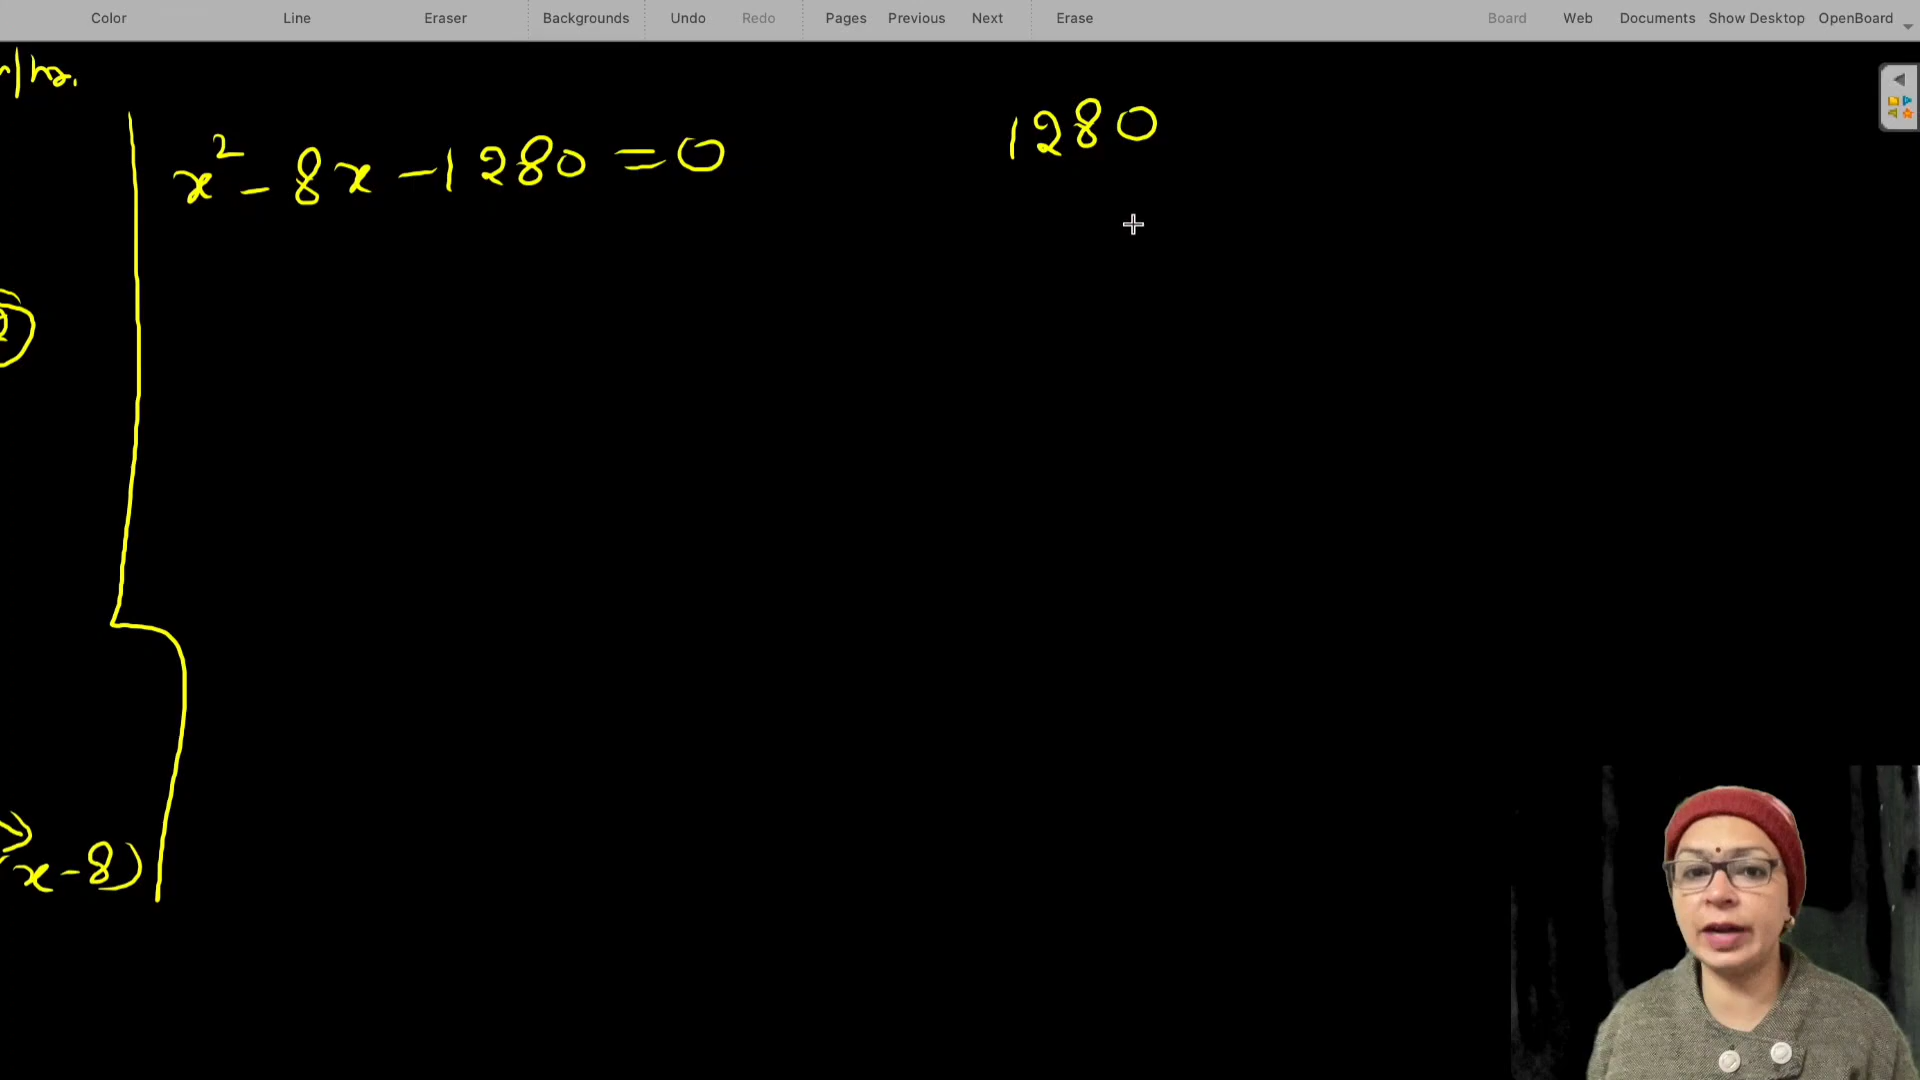 Color Line Eraser Backgrounds Undo Redo Pages Previous Next Erase Board Web Documents Show Desktop OpenBoard
x² - 8x - 1280 = 0
1280
x - 8)